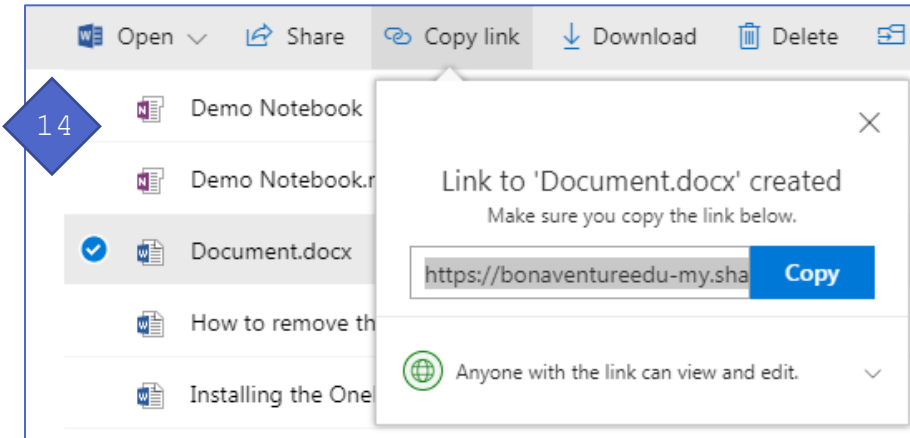 Open Share Copy link Download Delete
14
Demo Notebook
Demo Notebook.r
Document.docx
How to remove th
Installing the One
Link to 'Document.docx' created
Make sure you copy the link below.
https://bonaventureedu-my.sha Copy
Anyone with the link can view and edit.